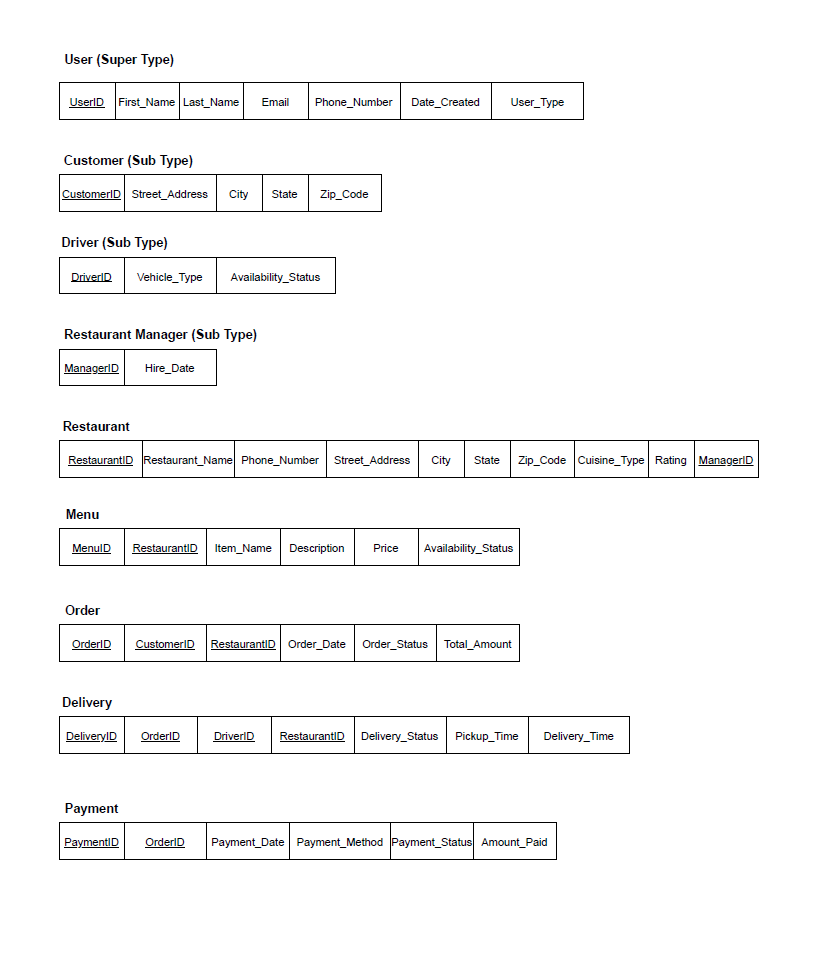 User (Super Type)
UserID First_Name Last_Name Email Phone_Number Date_Created User_Type
Customer (Sub Type)
CustomerID Street_Address City State Zip_Code
Driver (Sub Type)
DriverID Vehicle_Type Availability_Status
Restaurant Manager (Sub Type)
ManagerID Hire_Date
Restaurant
RestaurantID Restaurant_Name Phone_Number Street_Address City State Zip_Code Cuisine_Type Rating ManagerID
Menu
MenuID RestaurantID Item_Name Description Price Availability_Status
Order
OrderID CustomerID RestaurantID Order_Date Order_Status Total_Amount
Delivery
DeliveryID OrderID DriverID RestaurantID Delivery_Status Pickup_Time Delivery_Time
Payment
PaymentID OrderID Payment_Date Payment_Method Payment_Status Amount_Paid